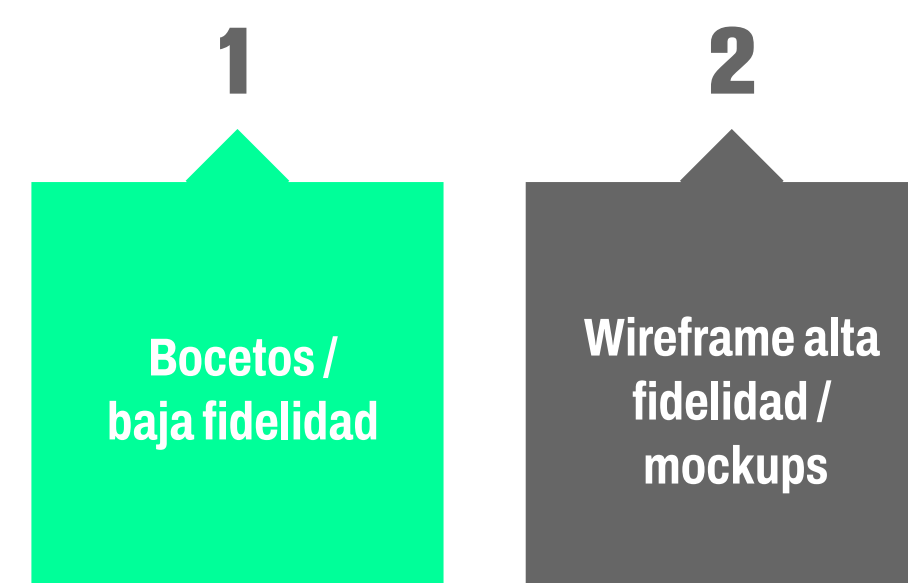 1
Bocetos /
baja fidelidad
2
Wireframe alta
fidelidad /
mockups